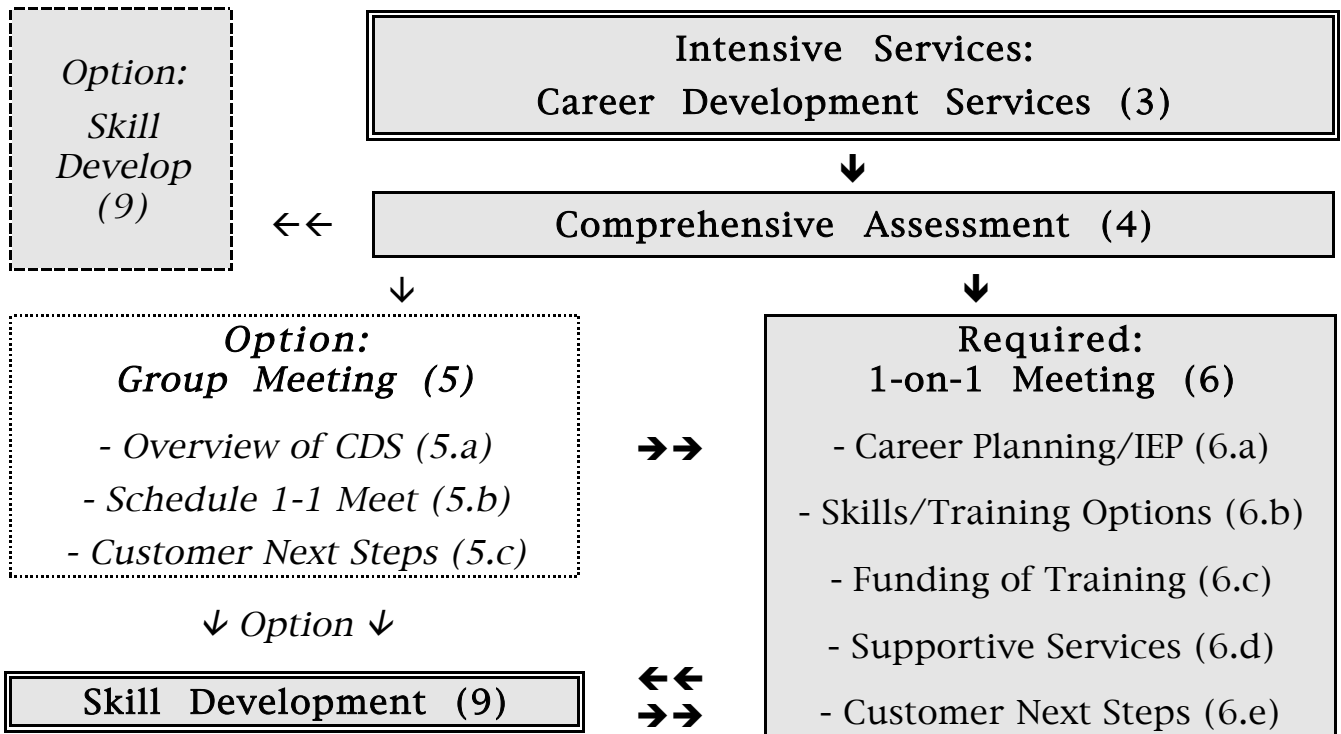 Option:
Skill
Develop
(9)
Intensive Services:
Career Development Services (3)
↓
←← Comprehensive Assessment (4)
↓ ↓
Option:
Group Meeting (5)
- Overview of CDS (5.a)
- Schedule 1-1 Meet (5.b)
- Customer Next Steps (5.c)
→→
Required:
1-on-1 Meeting (6)
- Career Planning/IEP (6.a)
- Skills/Training Options (6.b)
- Funding of Training (6.c)
- Supportive Services (6.d)
- Customer Next Steps (6.e)
↓ Option ↓
Skill Development (9)
←←
→→